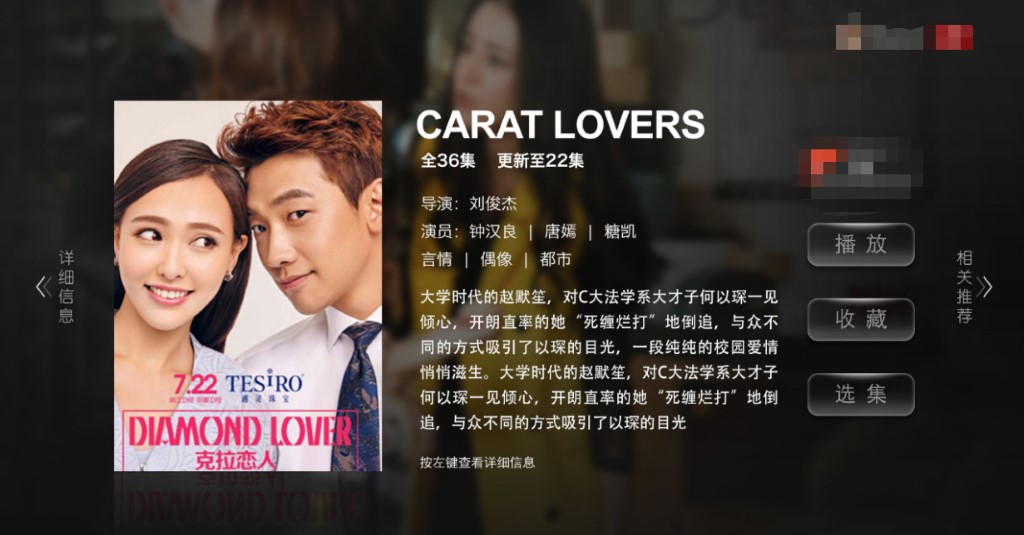 CARAT LOVERS
全36集 更新至22集
导演：刘俊杰
演员：钟汉良 | 唐嫣 | 糖凯
言情 | 偶像 | 都市
大学时代的赵默笙，对C大法学系大才子何以琛一见
倾心，开朗直率的她“死缠烂打”地倒追，与众不
同的方式吸引了以琛的目光，一段纯纯的校园爱情
悄悄滋生。大学时代的赵默笙，对C大法学系大才子
何以琛一见倾心，开朗直率的她“死缠烂打”地倒
追，与众不同的方式吸引了以琛的目光
按左键查看详细信息
详细信息
播放
收藏
选集
相关推荐
7.22 TESIRO
通灵珠宝
DIAMOND LOVER
克拉恋人